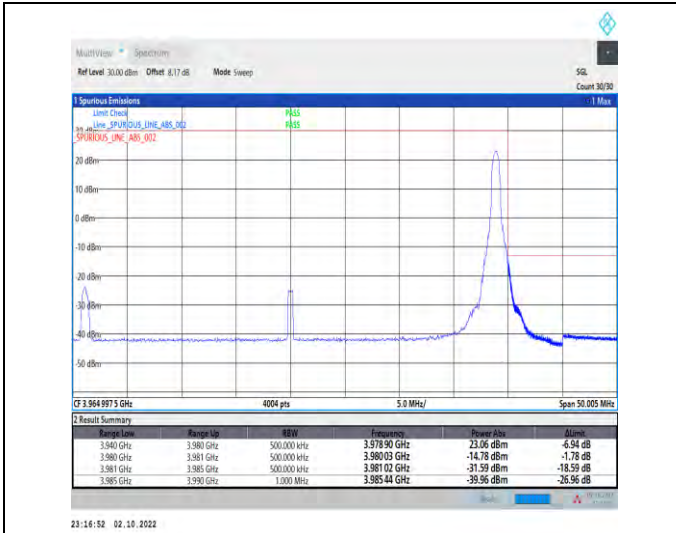 MultiView Spectrum
Ref Level 30.00 dBm Offset 8.17 dB Mode Sweep SGL
Count 30/30
1 Spurious Emissions 1 Max
Limit Check PASS
Line _SPURIOUS_LINE_ABS_002 PASS
_SPURIOUS_LINE_ABS_002
20 dBm
10 dBm
0 dBm
-10 dBm
-20 dBm
-30 dBm
-40 dBm
-50 dBm
CF 3.964 997 5 GHz 4004 pts 5.0 MHz/ Span 50.005 MHz
2 Result Summary
Range Low Range Up RBW Frequency Power Abs ΔLimit
3.940 GHz 3.980 GHz 500.000 kHz 3.978 90 GHz 23.06 dBm -6.94 dB
3.980 GHz 3.981 GHz 500.000 kHz 3.980 03 GHz -14.78 dBm -1.78 dB
3.981 GHz 3.985 GHz 500.000 kHz 3.981 02 GHz -31.59 dBm -18.59 dB
3.985 GHz 3.990 GHz 1.000 MHz 3.985 44 GHz -39.96 dBm -26.96 dB
23:16:52 02.10.2022